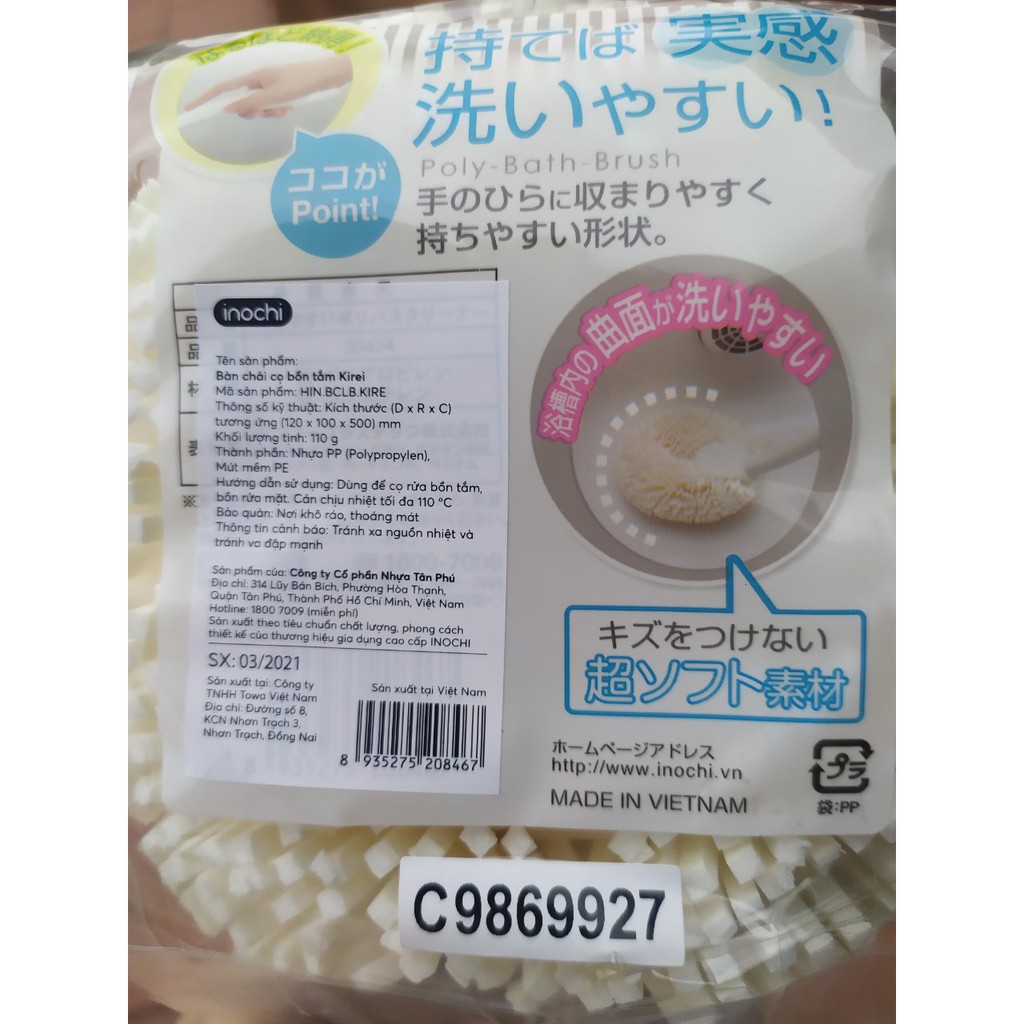 持てば 実感
洗いやすい!
Poly-Bath-Brush
手のひらに収まりやすく
持ちやすい形状。
ココが
Point!
浴槽内の曲面が洗いやすい
キズをつけない
超ソフト素材
ホームページアドレス
http://www.inochi.vn
MADE IN VIETNAM
プラ
袋:PP
inochi
Tên sản phẩm:
Bàn chải cọ bồn tắm Kirei
Mã sản phẩm: HIN.BCLB.KIRE
Thông số kỹ thuật: Kích thước (D x R x C)
tương ứng (120 x 100 x 500) mm
Khối lượng tịnh: 110 g
Thành phần: Nhựa PP (Polypropylen),
Mút mềm PE
Hướng dẫn sử dụng: Dùng để cọ rửa bồn tắm,
bồn rửa mặt. Cán chịu nhiệt tối đa 110 °C
Bảo quản: Nơi khô ráo, thoáng mát
Thông tin cảnh báo: Tránh xa nguồn nhiệt và
tránh va đập mạnh
Sản phẩm của: Công ty Cổ phần Nhựa Tân Phú
Địa chỉ: 314 Lũy Bán Bích, Phường Hòa Thạnh,
Quận Tân Phú, Thành Phố Hồ Chí Minh, Việt Nam
Hotline: 1800 7009 (miễn phí)
Sản xuất theo tiêu chuẩn chất lượng, phong cách
thiết kế của thương hiệu gia dụng cao cấp INOCHI
SX: 03/2021
Sản xuất tại: Công ty
TNHH Towa Việt Nam
Địa chỉ: Đường số 8,
KCN Nhơn Trạch 3,
Nhơn Trạch, Đồng Nai
Sản xuất tại Việt Nam
8 935275 208467
C9869927